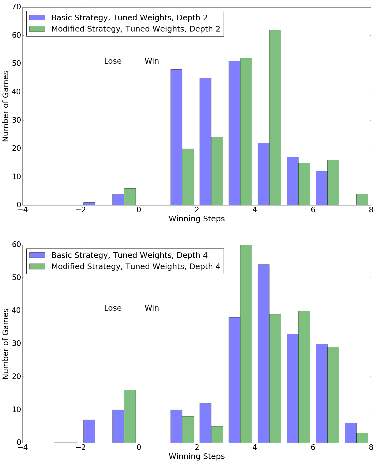 70
60
50
40
30
20
10
0
Number of Games
Basic Strategy, Tuned Weights, Depth 2
Modified Strategy, Tuned Weights, Depth 2
Lose Win
−4 −2 0 2 4 6 8
Winning Steps
60
50
40
30
20
10
0
Number of Games
Basic Strategy, Tuned Weights, Depth 4
Modified Strategy, Tuned Weights, Depth 4
Lose Win
−4 −2 0 2 4 6 8
Winning Steps